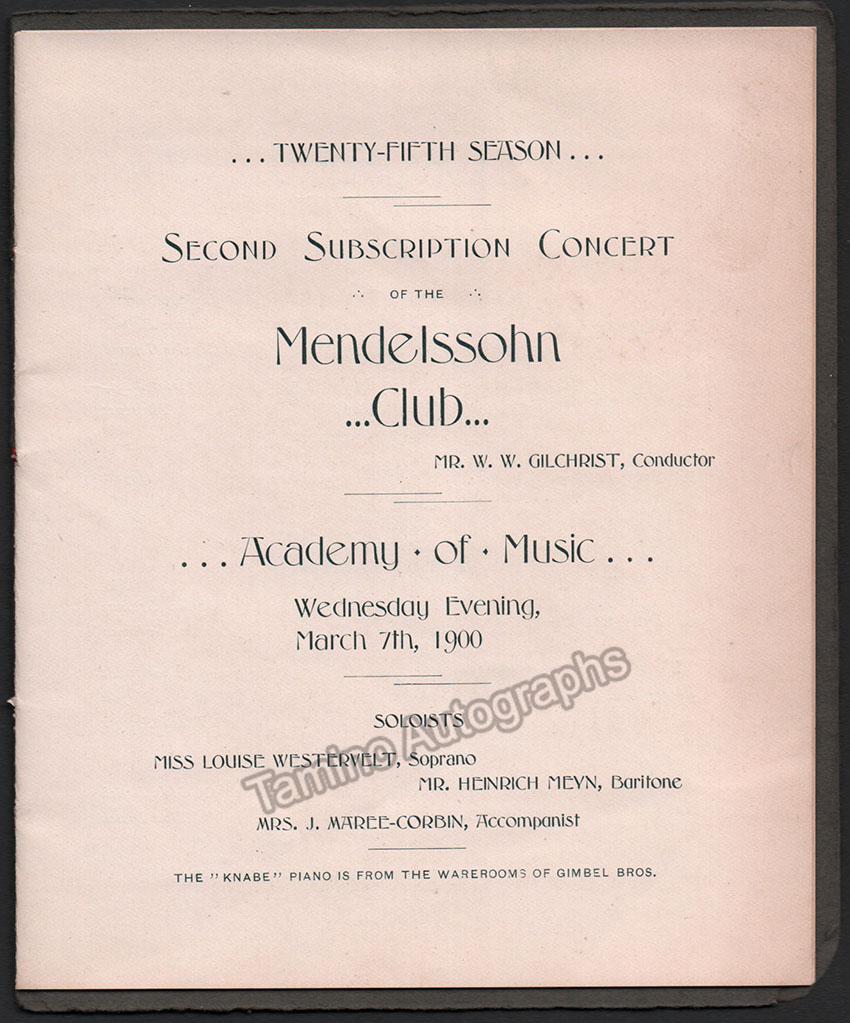 ... TWENTY-FIFTH SEASON ...
SECOND SUBSCRIPTION CONCERT
OF THE
Mendelssohn
...Club...
MR. W. W. GILCHRIST, Conductor
... Academy · of · Music ...
Wednesday Evening,
March 7th, 1900
SOLOISTS
MISS LOUISE WESTERVELT, Soprano
MR. HEINRICH MEYN, Baritone
MRS. J. MAREE-CORBIN, Accompanist
THE "KNABE" PIANO IS FROM THE WAREROOMS OF GIMBEL BROS.
Tamino Autographs